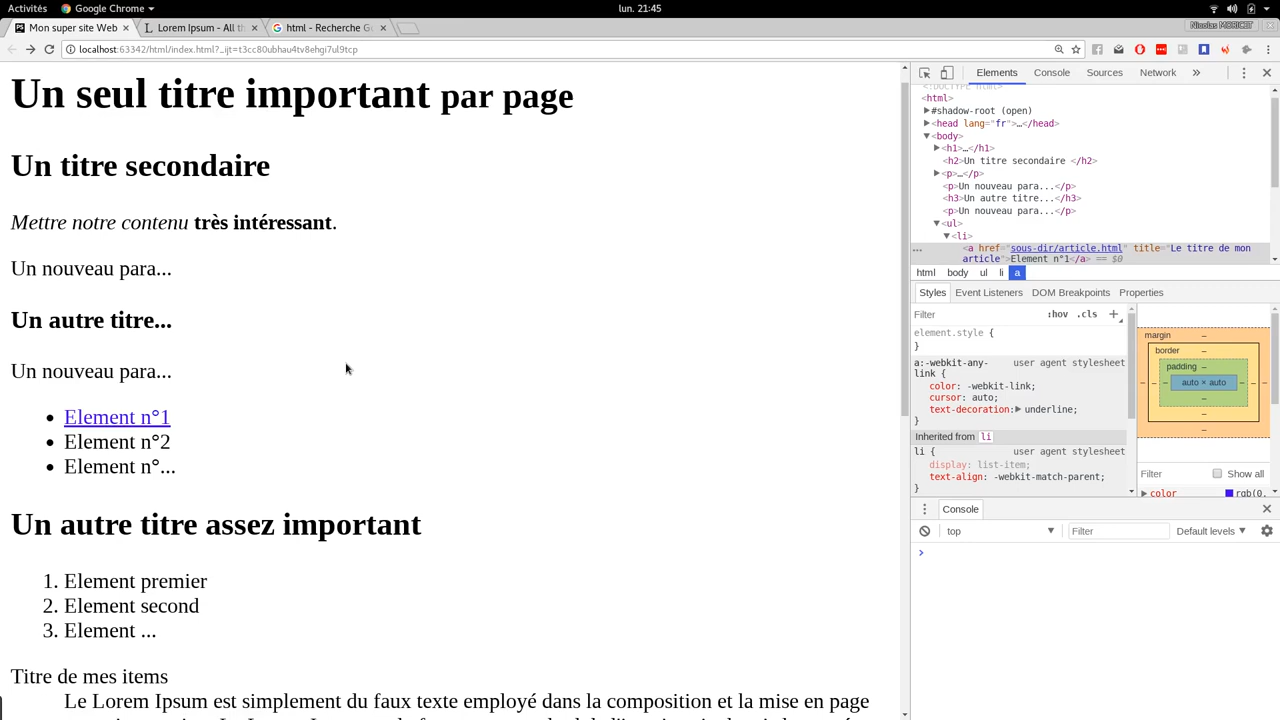 Activités Google Chrome lun. 21:45
Mon super site Web Lorem Ipsum - All th html - Recherche Go Nicolas MORICET
localhost:63342/html/index.html?_ijt=t3cc80ubhau4tv8ehgi7ul9tcp
Un seul titre important par page
Un titre secondaire
Mettre notre contenu très intéressant.
Un nouveau para...
Un autre titre...
Un nouveau para...
Element n°1
Element n°2
Element n°...
Un autre titre assez important
1. Element premier
2. Element second
3. Element ...
Titre de mes items
Le Lorem Ipsum est simplement du faux texte employé dans la composition et la mise en page
Elements Console Sources Network
<!DOCTYPE html>
<html>
#shadow-root (open)
<head lang="fr">…</head>
<body>
<h1>…</h1>
<h2>Un titre secondaire </h2>
<p>…</p>
<p>Un nouveau para...</p>
<h3>Un autre titre...</h3>
<p>Un nouveau para...</p>
<ul>
<li>
... <a href="sous-dir/article.html" title="Le titre de mon
article">Element n°1</a> == $0
html body ul li a
Styles Event Listeners DOM Breakpoints Properties
Filter :hov .cls +
element.style {
}
a:-webkit-any- user agent stylesheet
link {
color: -webkit-link;
cursor: auto;
text-decoration: underline;
}
Inherited from li
li { user agent stylesheet
display: list-item;
text-align: -webkit-match-parent;
}
margin –
border –
padding –
– – – auto × auto – – –
–
–
–
Filter Show all
color rgb(0,
Console
top Filter Default levels